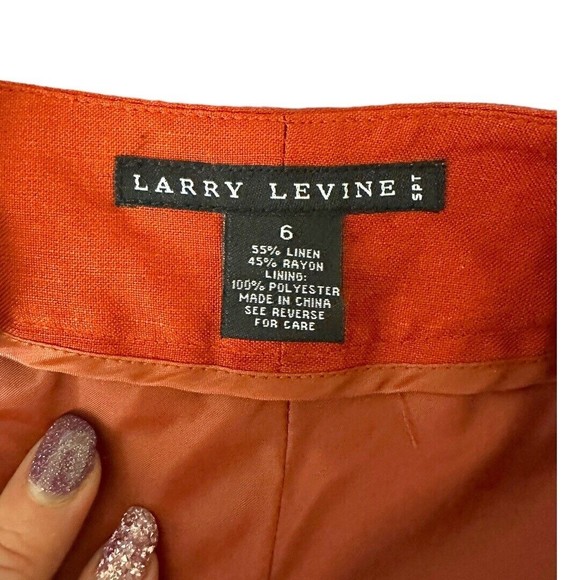 LARRY LEVINE SPT
6
55% LINEN
45% RAYON
LINING:
100% POLYESTER
MADE IN CHINA
SEE REVERSE
FOR CARE